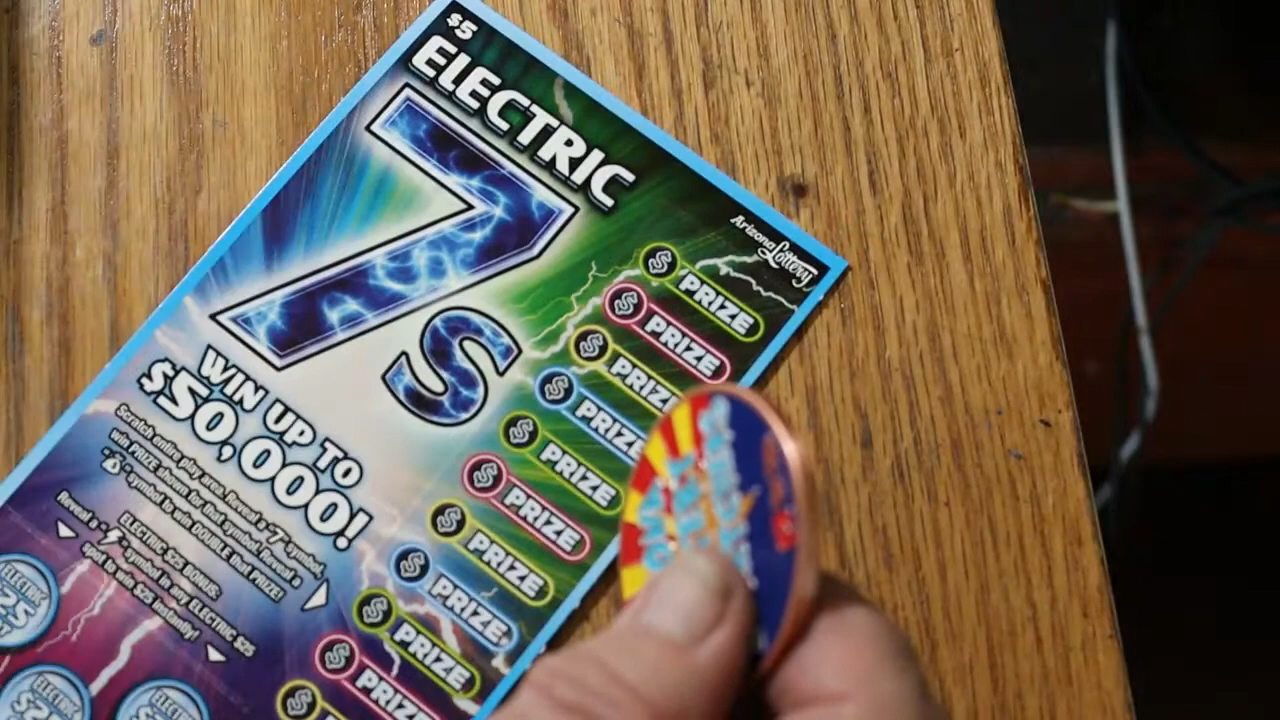 $5
ELECTRIC
7s
Arizona Lottery
WIN UP TO
$50,000!
Scratch entire play area. Reveal a "7" symbol,
win PRIZE shown for that symbol. Reveal a
" " symbol to win DOUBLE that PRIZE!
ELECTRIC $25 BONUS:
Reveal a " " symbol in any ELECTRIC $25
spot to win $25 instantly!
$ PRIZE
$ PRIZE
$ PRIZE
$ PRIZE
$ PRIZE
$ PRIZE
$ PRIZE
$ PRIZE
$ PRIZE
$ PRIZE
$
ELECTRIC
$25
ELECTRIC
ELECTRIC